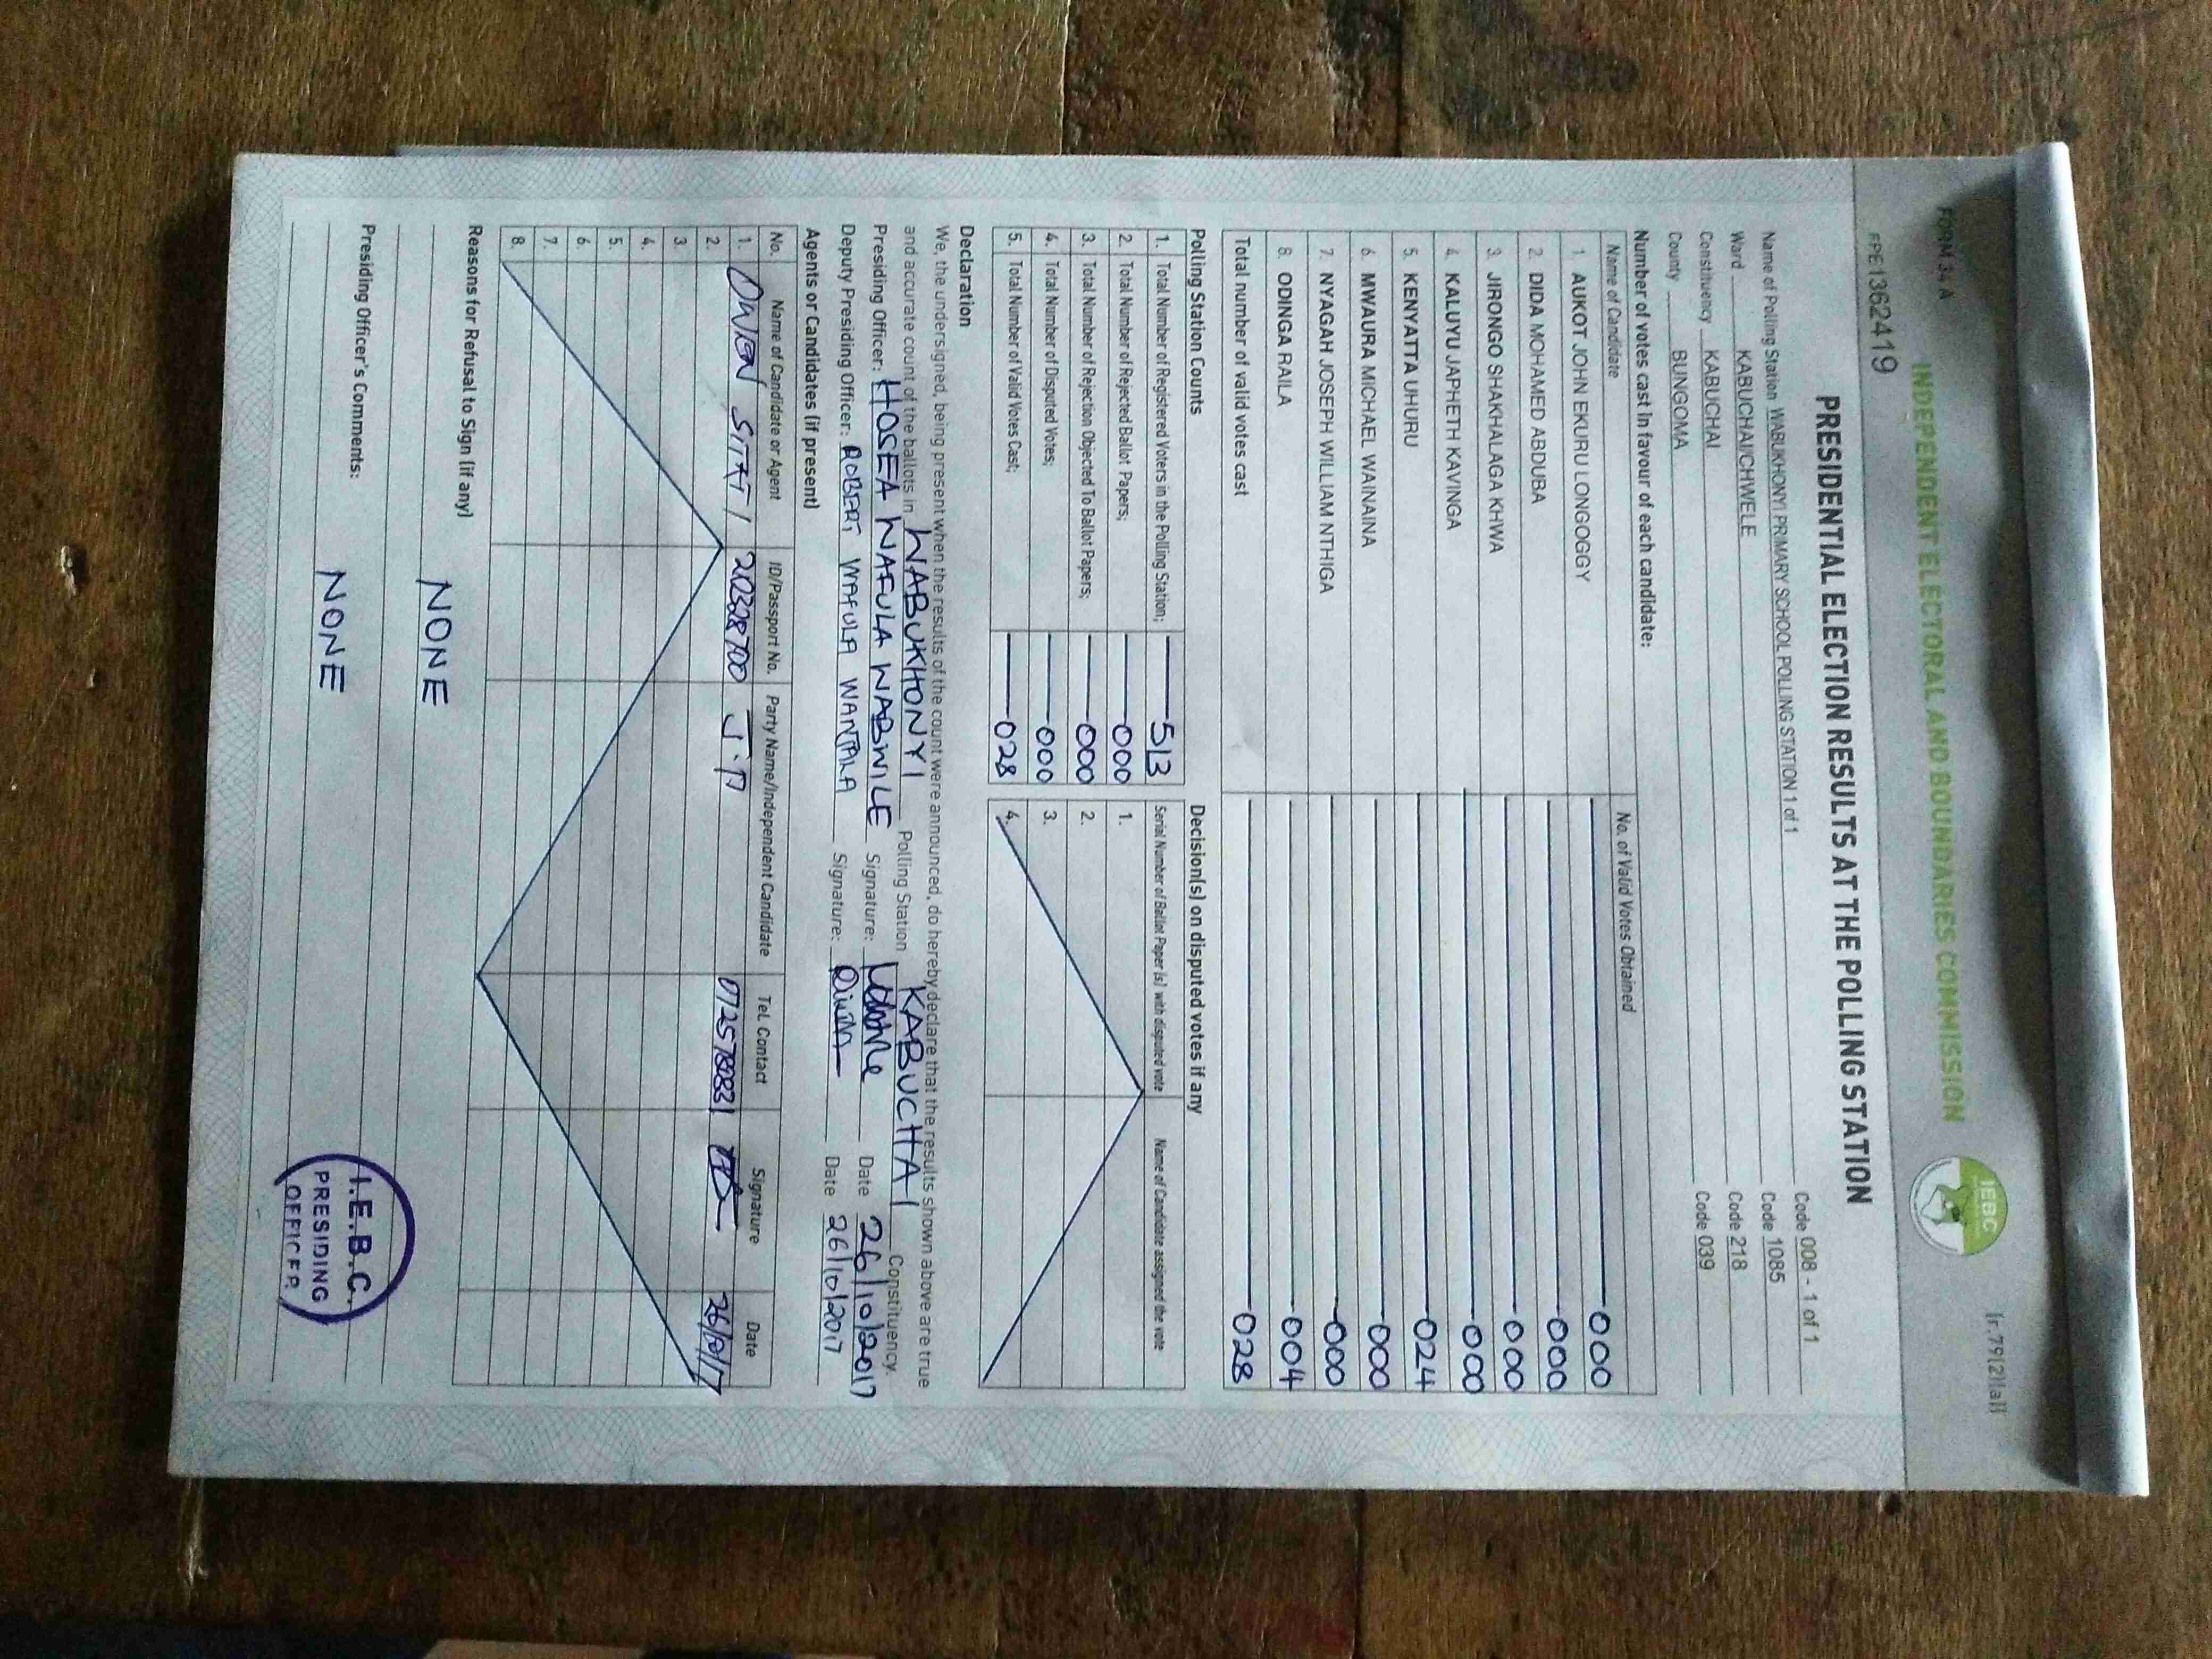 FORM 34 A
[r.79(2)(a)]
INDEPENDENT ELECTORAL AND BOUNDARIES COMMISSION
IEBC
FPE1362419
PRESIDENTIAL ELECTION RESULTS AT THE POLLING STATION
Name of Polling Station WABUKHONYI PRIMARY SCHOOL POLLING STATION 1 of 1 Code 008 - 1 of 1
Ward KABUCHAI/CHWELE Code 1085
Constituency KABUCHAI Code 218
County BUNGOMA Code 039
Number of votes cast in favour of each candidate:
Name of Candidate No. of Valid Votes Obtained
1. AUKOT JOHN EKURU LONGOGGY 000
2. DIDA MOHAMED ABDUBA 000
3. JIRONGO SHAKHALAGA KHWA 000
4. KALUYU JAPHETH KAVINGA 000
5. KENYATTA UHURU 024
6. MWAURA MICHAEL WAINAINA 000
7. NYAGAH JOSEPH WILLIAM NTHIGA 000
8. ODINGA RAILA 004
Total number of valid votes cast 028
Polling Station Counts
1. Total Number of Registered Voters in the Polling Station; 513
2. Total Number of Rejected Ballot Papers; 000
3. Total Number of Rejection Objected To Ballot Papers; 000
4. Total Number of Disputed Votes; 000
5. Total Number of Valid Votes Cast; 028
Decision(s) on disputed votes if any
Serial Number of Ballot Paper (s) with disputed vote Name of Candidate assigned the vote
1.
2.
3.
4.
Declaration
We, the undersigned, being present when the results of the count were announced, do hereby declare that the results shown above are true
and accurate count of the ballots in WABUKHONYI Polling Station KABUCHAI Constituency.
Presiding Officer: HOSEA WAFULA WABWILE Signature: Date 26/10/2017
Deputy Presiding Officer: ROBERT WAFULA Signature: Date 26/10/2017
Agents or Candidates (if present)
No. Name of Candidate or Agent ID/Passport No. Party Name/Independent Candidate Tel. Contact Signature Date
1. OWEN SITATI J.P
2.
3.
4.
5.
6.
7.
8.
Reasons for Refusal to Sign (if any)
NONE
Presiding Officer's Comments:
NONE
I.E.B.C.
PRESIDING
OFFICER